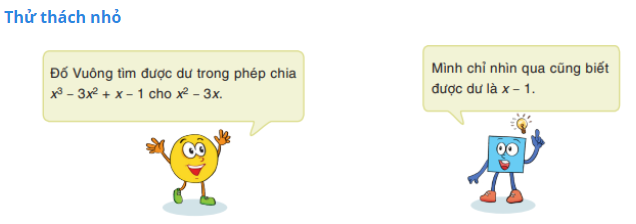 Thử thách nhỏ
Đố Vuông tìm được dư trong phép chia
x³ – 3x² + x – 1 cho x² – 3x.
Mình chỉ nhìn qua cũng biết
được dư là x – 1.